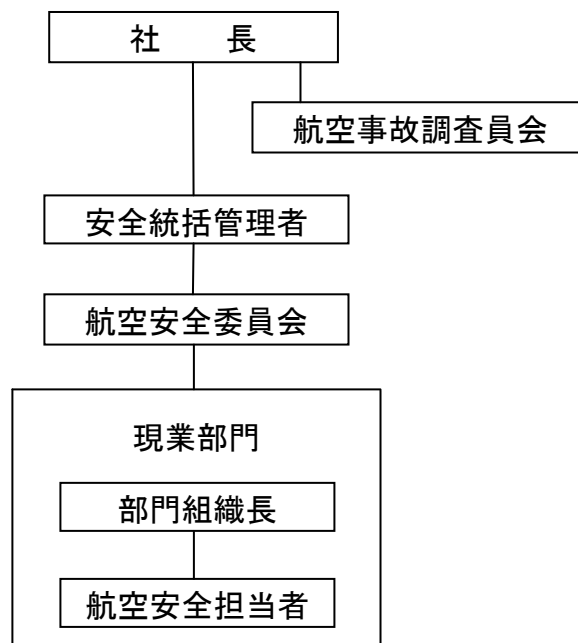 社　　長
航空事故調査員会
安全統括管理者
航空安全委員会
現業部門
部門組織長
航空安全担当者